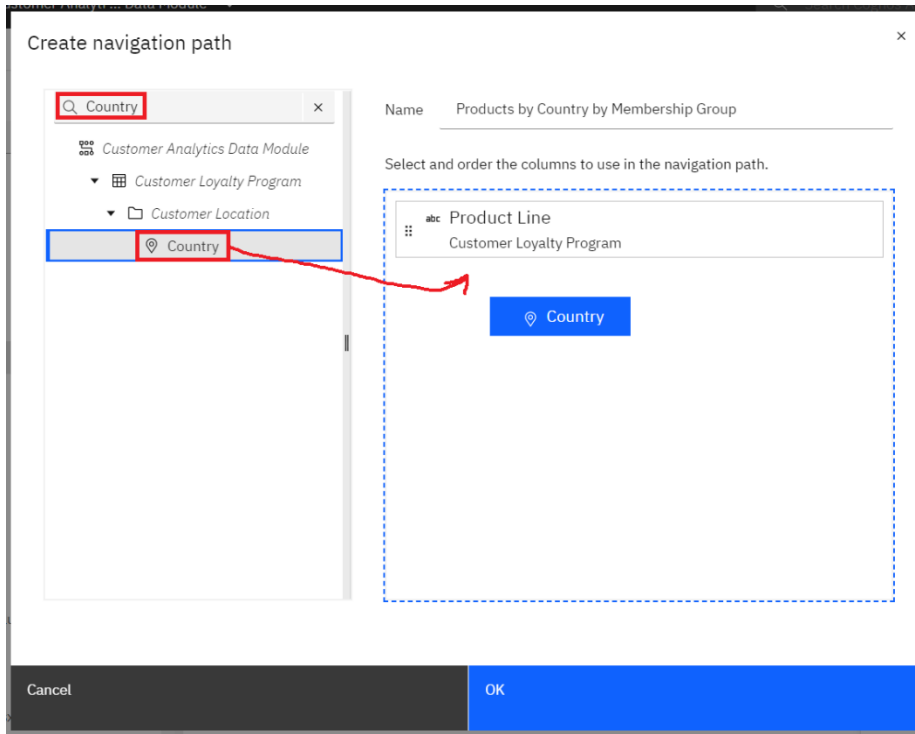 Create navigation path
×
Country
×
Customer Analytics Data Module
Customer Loyalty Program
Customer Location
Country
Name
Products by Country by Membership Group
Select and order the columns to use in the navigation path.
abc Product Line
Customer Loyalty Program
Country
Cancel
OK